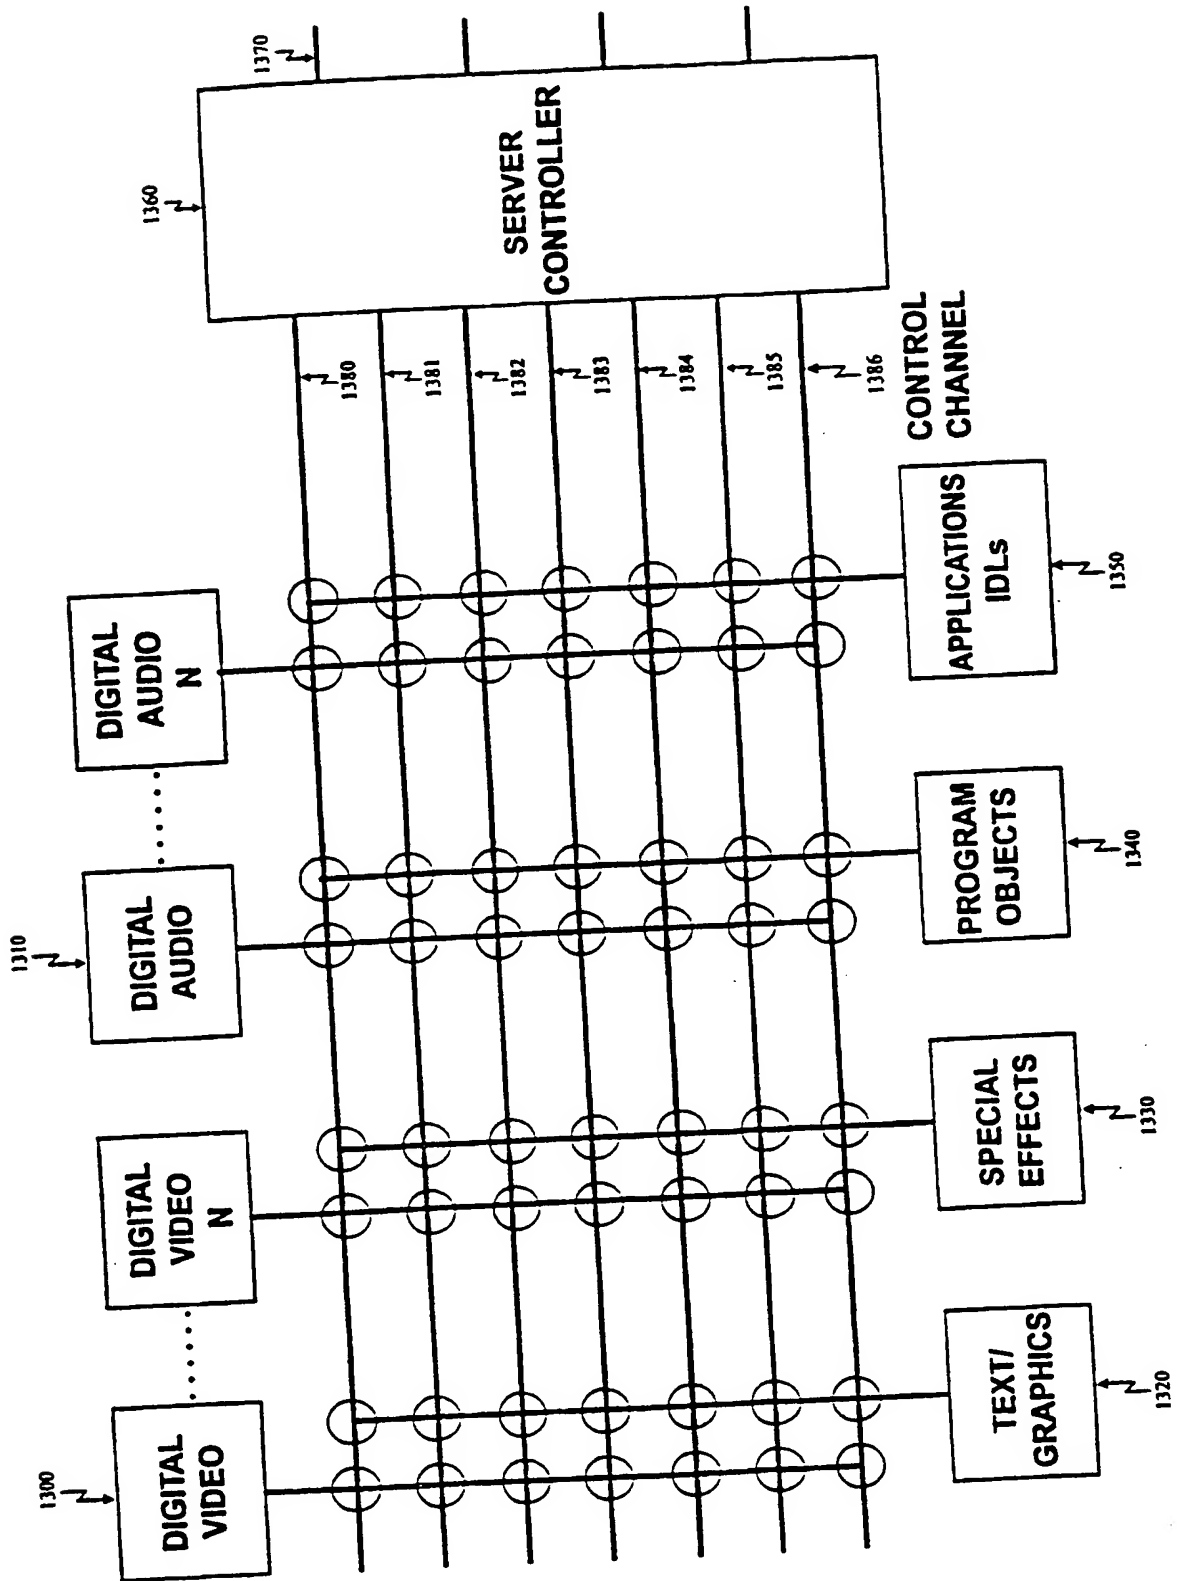 1300
DIGITAL
VIDEO
......
DIGITAL
VIDEO
N
1310
DIGITAL
AUDIO
......
DIGITAL
AUDIO
N
1360
SERVER
CONTROLLER
1370
1380
1381
1382
1383
1384
1385
1386
CONTROL
CHANNEL
TEXT/
GRAPHICS
1320
SPECIAL
EFFECTS
1330
PROGRAM
OBJECTS
1340
APPLICATIONS
IDLs
1350